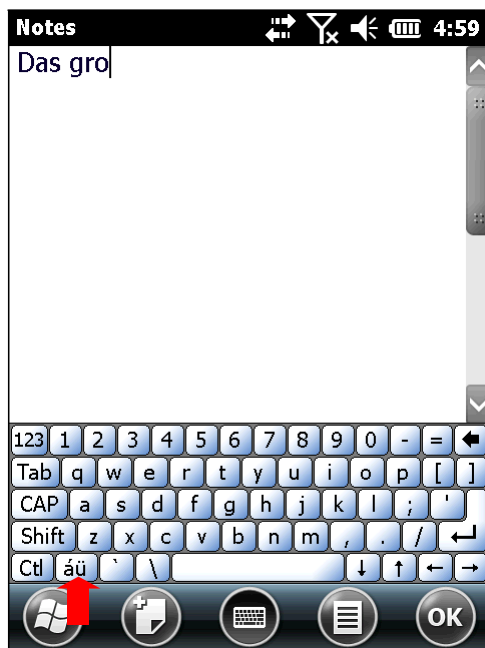 Notes 4:59
Das gro
123 1 2 3 4 5 6 7 8 9 0 - =
Tab q w e r t y u i o p [ ]
CAP a s d f g h j k l ; '
Shift z x c v b n m , . /
Ctl áü ` \ ↓ ↑ ← →
OK